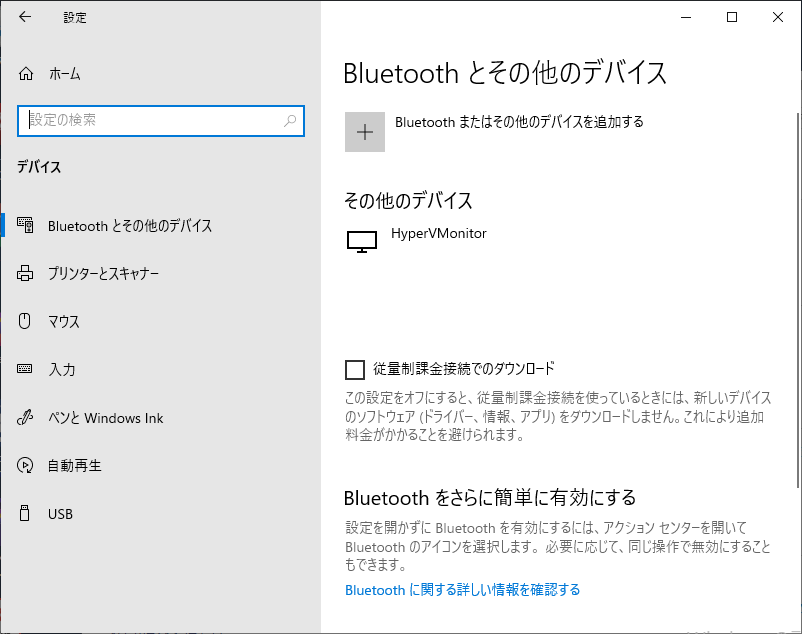 設定
ホーム
設定の検索
デバイス
Bluetooth とその他のデバイス
プリンターとスキャナー
マウス
入力
ペンと Windows Ink
自動再生
USB
Bluetooth とその他のデバイス
Bluetooth またはその他のデバイスを追加する
その他のデバイス
HyperVMonitor
従量制課金接続でのダウンロード
この設定をオフにすると、従量制課金接続を使っているときには、新しいデバイス
のソフトウェア (ドライバー、情報、アプリ) をダウンロードしません。これにより追加
料金がかかることを避けられます。
Bluetooth をさらに簡単に有効にする
設定を開かずに Bluetooth を有効にするには、アクション センターを開いて
Bluetooth のアイコンを選択します。必要に応じて、同じ操作で無効にすること
もできます。
Bluetooth に関する詳しい情報を確認する